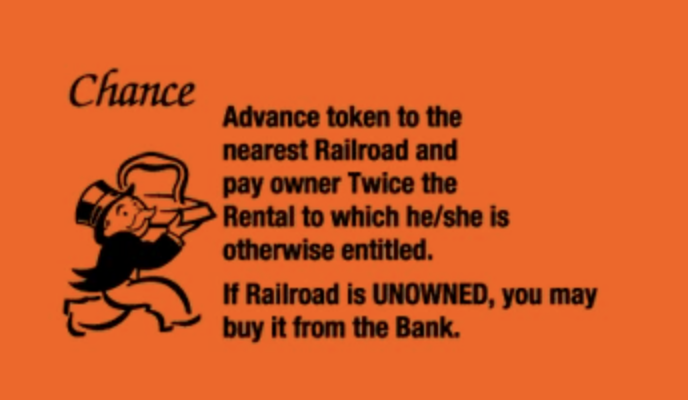 Chance
Advance token to the
nearest Railroad and
pay owner Twice the
Rental to which he/she is
otherwise entitled.
If Railroad is UNOWNED, you may
buy it from the Bank.